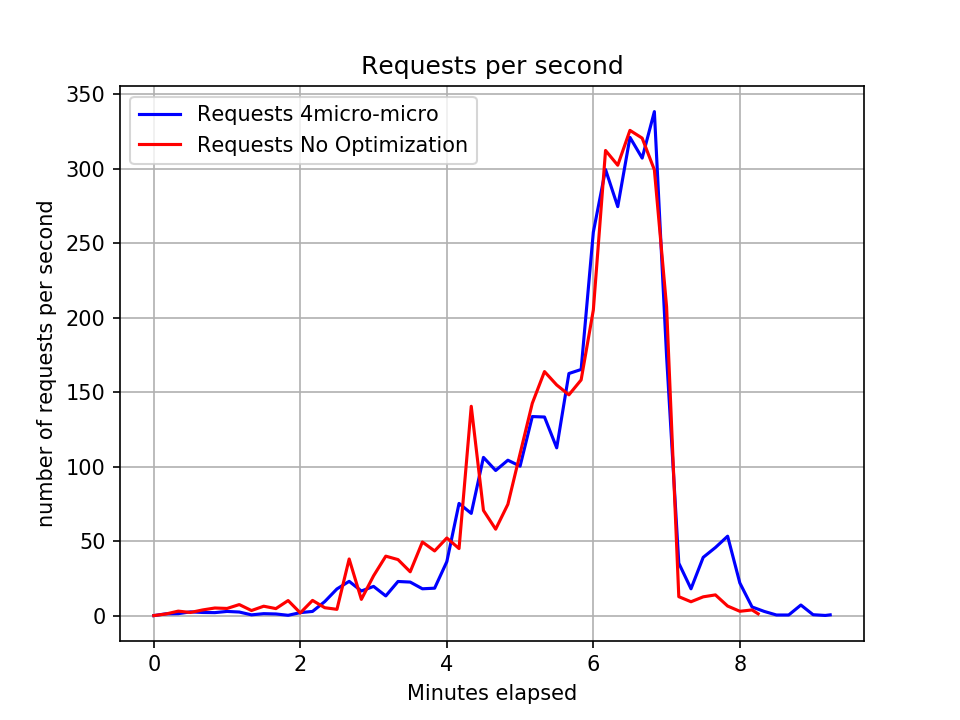 Requests per second
Requests 4micro-micro
Requests No Optimization
number of requests per second
350
300
250
200
150
100
50
0
0 2 4 6 8
Minutes elapsed